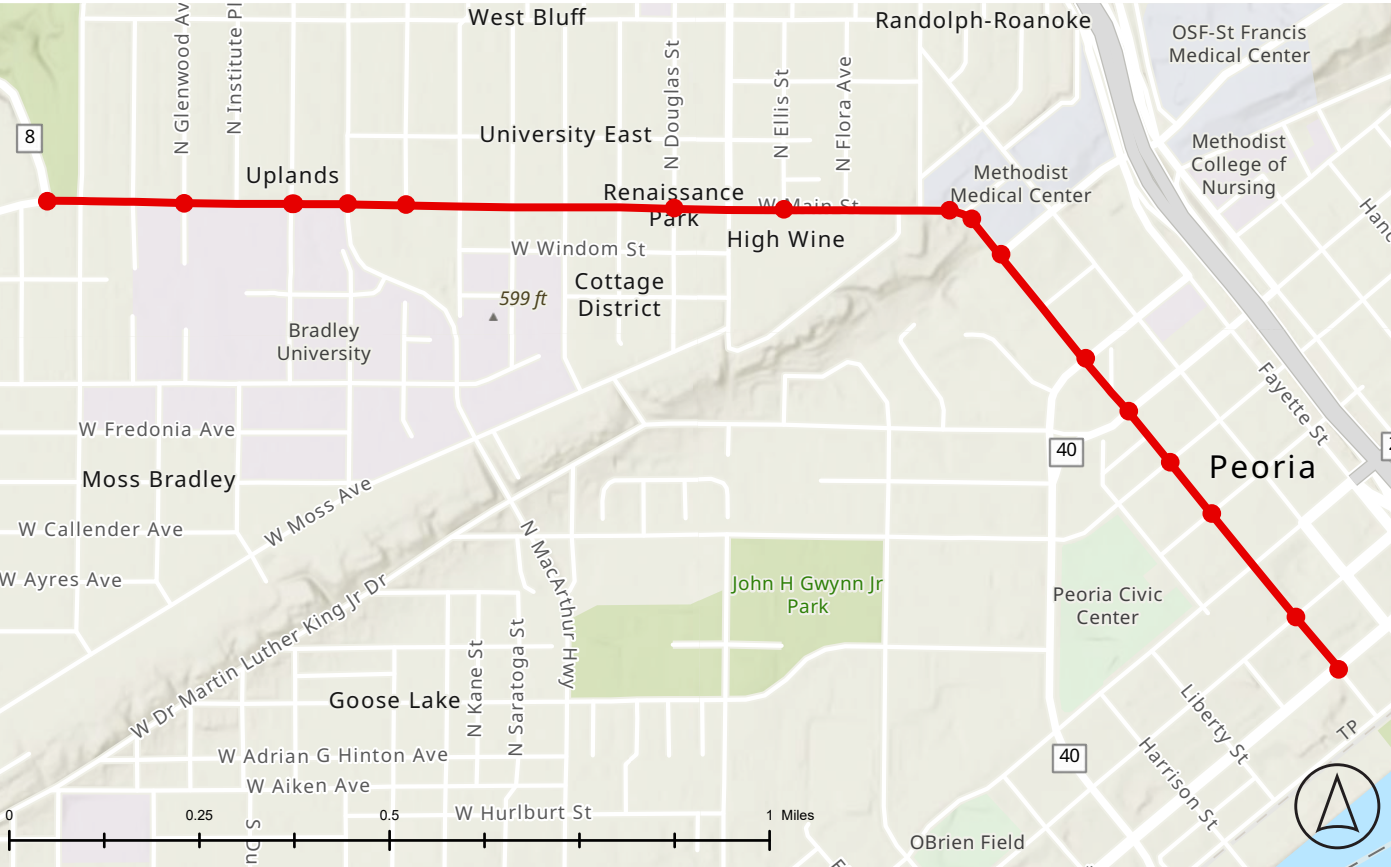 West Bluff
Randolph-Roanoke
OSF-St Francis
Medical Center
N Glenwood Av
N Institute Pl
N Douglas St
N Ellis St
N Flora Ave
8
University East
Methodist
College of
Nursing
Uplands
Methodist
Medical Center
Renaissance
Park
W Main St
High Wine
W Windom St
Cottage
District
599 ft
Bradley
University
Fayette St
W Fredonia Ave
40
Peoria
Moss Bradley
W Moss Ave
W Callender Ave
N MacArthur Hwy
W Ayres Ave
John H Gwynn Jr
Park
Peoria Civic
Center
W Dr Martin Luther King Jr Dr
N Kane St
N Saratoga St
Goose Lake
Liberty St
Harrison St
TP
W Adrian G Hinton Ave
40
W Aiken Ave
W Hurlburt St
OBrien Field
0 0.25 0.5 1 Miles